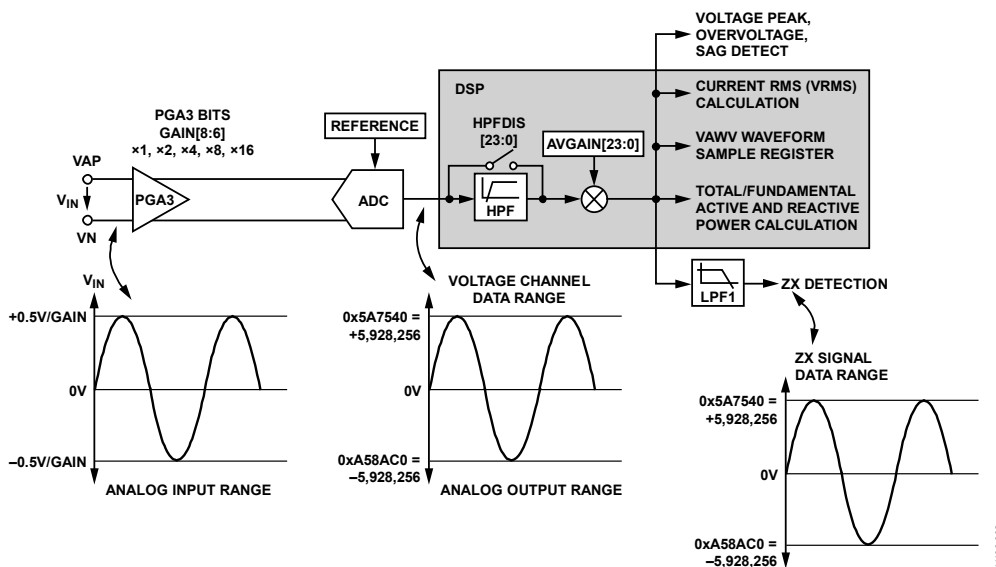 VOLTAGE PEAK,
OVERVOLTAGE,
SAG DETECT
DSP
CURRENT RMS (VRMS)
CALCULATION
PGA3 BITS
GAIN[8:6]
×1, ×2, ×4, ×8, ×16
REFERENCE
HPFDIS
[23:0]
AVGAIN[23:0]
VAWV WAVEFORM
SAMPLE REGISTER
VAP
VIN
VN
PGA3
ADC
HPF
TOTAL/FUNDAMENTAL
ACTIVE AND REACTIVE
POWER CALCULATION
LPF1
ZX DETECTION
VIN
+0.5V/GAIN
0V
–0.5V/GAIN
ANALOG INPUT RANGE
VOLTAGE CHANNEL
DATA RANGE
0x5A7540 =
+5,928,256
0V
0xA58AC0 =
–5,928,256
ANALOG OUTPUT RANGE
ZX SIGNAL
DATA RANGE
0x5A7540 =
+5,928,256
0V
0xA58AC0 =
–5,928,256